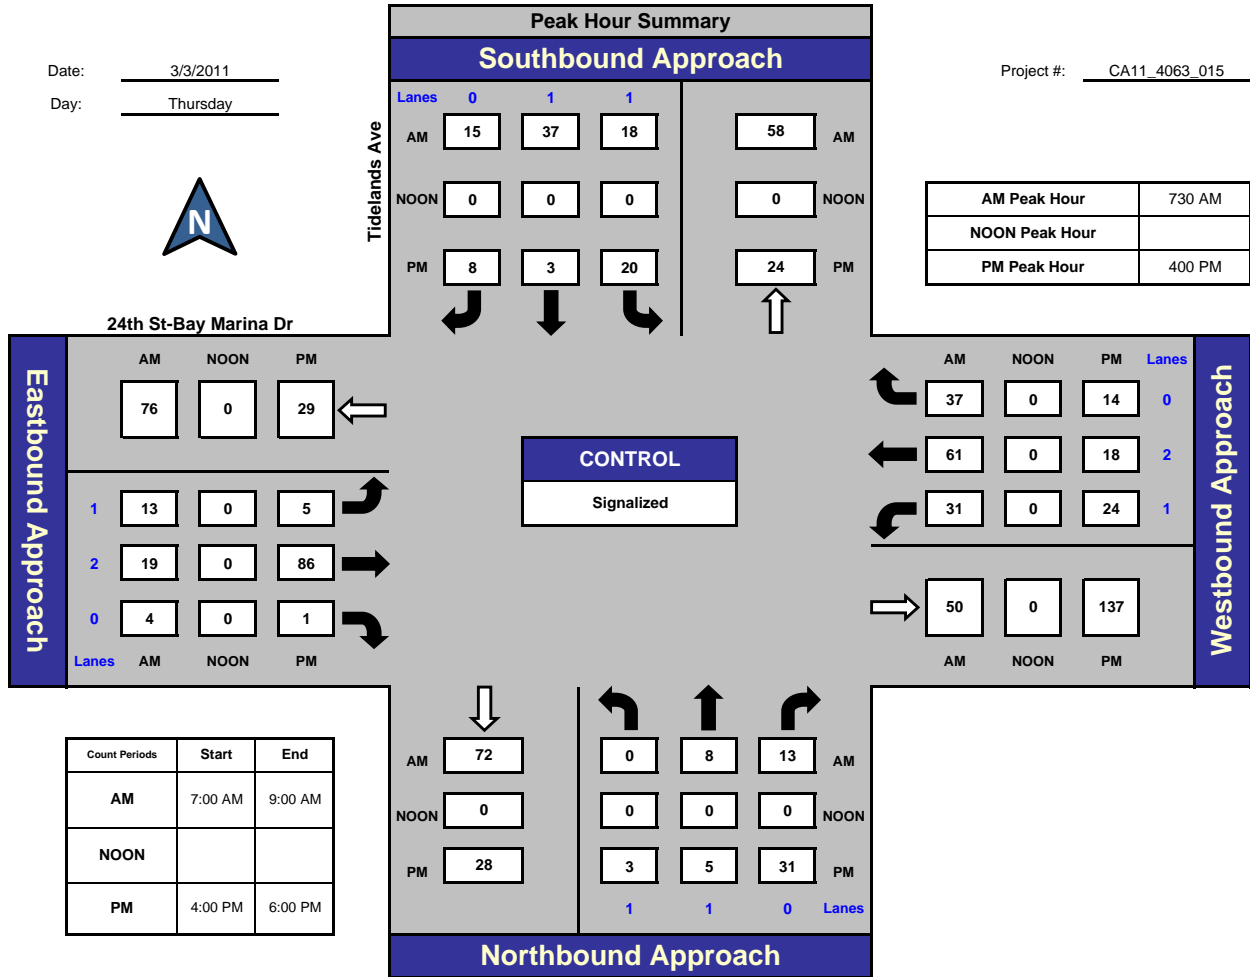 Peak Hour Summary
Southbound Approach
Date: 3/3/2011
Project #: CA11_4063_015
Day: Thursday
Lanes 0 1 1
Tidelands Ave
AM 15 37 18 58 AM
NOON 0 0 0 0 NOON
PM 8 3 20 24 PM
N
AM Peak Hour 730 AM
NOON Peak Hour
PM Peak Hour 400 PM
24th St-Bay Marina Dr
Eastbound Approach
AM NOON PM
76 0 29
1 13 0 5
2 19 0 86
0 4 1
0
Lanes AM NOON PM
CONTROL
Signalized
AM NOON PM Lanes
37 0 14 0
61 0 18 2
31 0 24 1
50 0 137
AM NOON PM
Westbound Approach
Count Periods Start End
AM 7:00 AM 9:00 AM
NOON
PM 4:00 PM 6:00 PM
AM 72 0 8 13 AM
NOON 0 0 0 0 NOON
PM 28 3 5 31 PM
1 1 0 Lanes
Northbound Approach